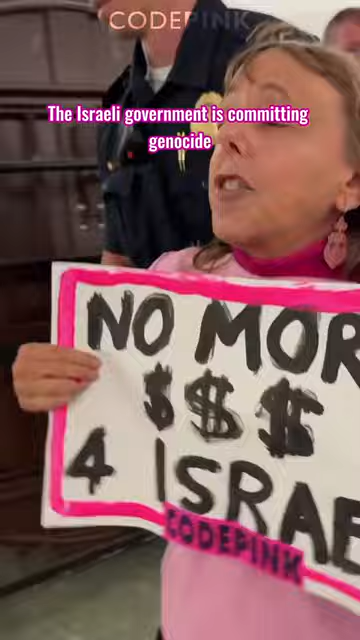 CODEPINK
The Israeli government is committing
genocide
NO MOR
$ $ $
4 ISRAE
CODEPINK